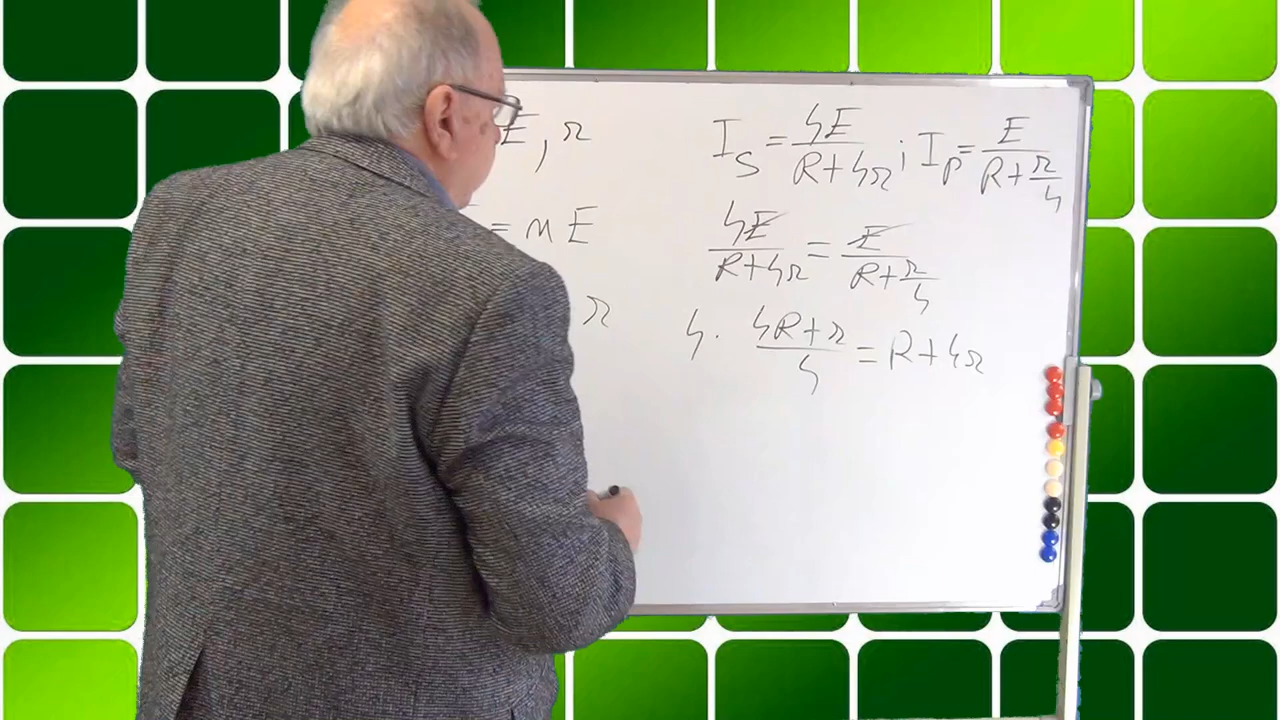 E, r
= n E
r
I_S = 4E / (R + 4r) ; I_P = E / (R + r/4)
4E / (R + 4r) = E / (R + r/4)
4 · (4R + r) / 4 = R + 4r